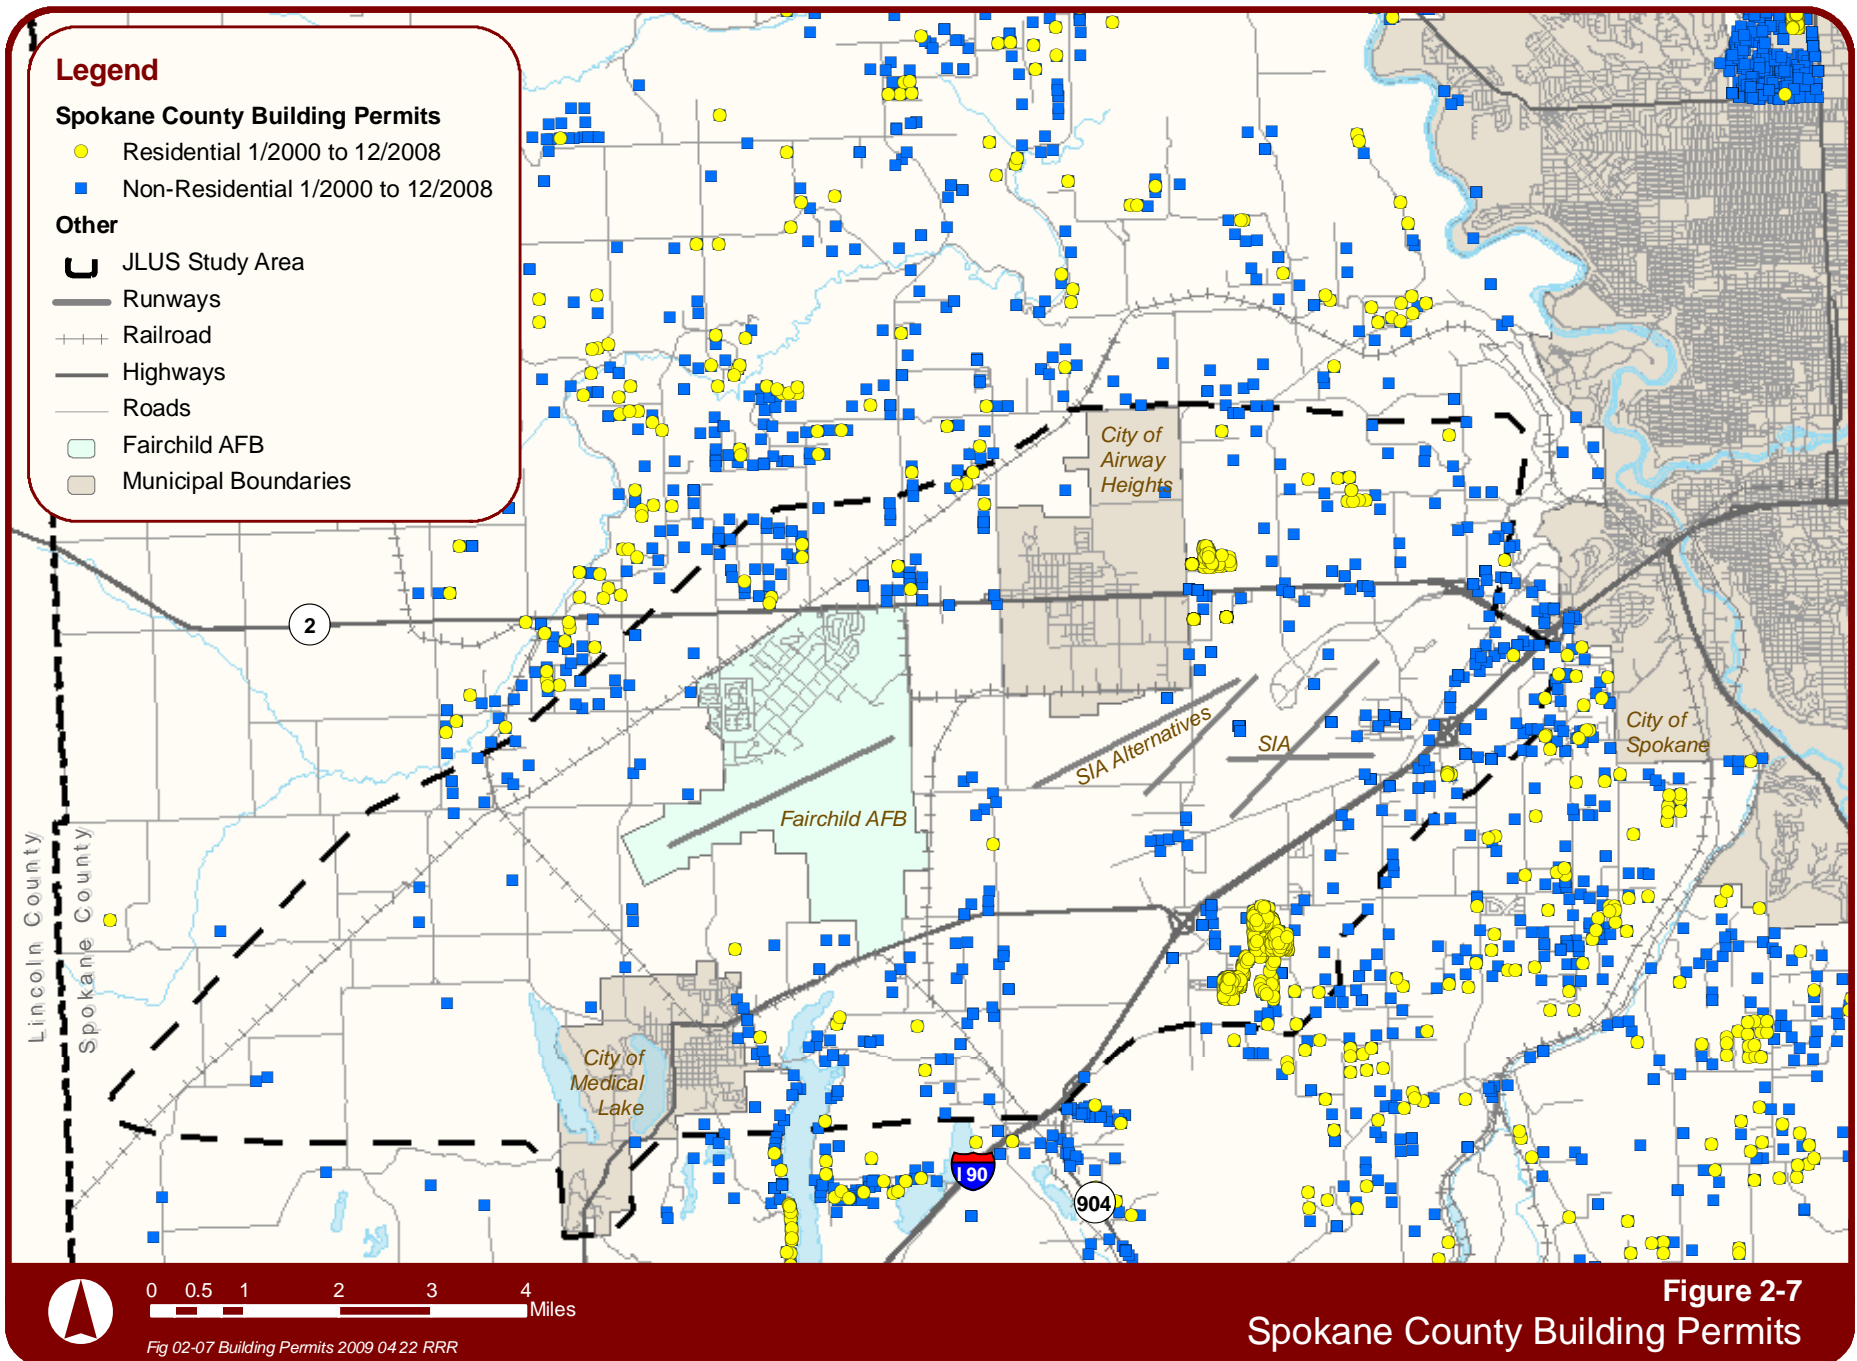 Legend
Spokane County Building Permits
Residential 1/2000 to 12/2008
Non-Residential 1/2000 to 12/2008
Other
JLUS Study Area
Runways
Railroad
Highways
Roads
Fairchild AFB
Municipal Boundaries
City of
Airway
Heights
2
SIA Alternatives
SIA
City of
Spokane
Fairchild AFB
Lincoln County
Spokane County
City of
Medical
Lake
I 90
904
0 0.5 1 2 3 4
Miles
Fig 02-07 Building Permits 2009 04 22 RRR
Figure 2-7
Spokane County Building Permits